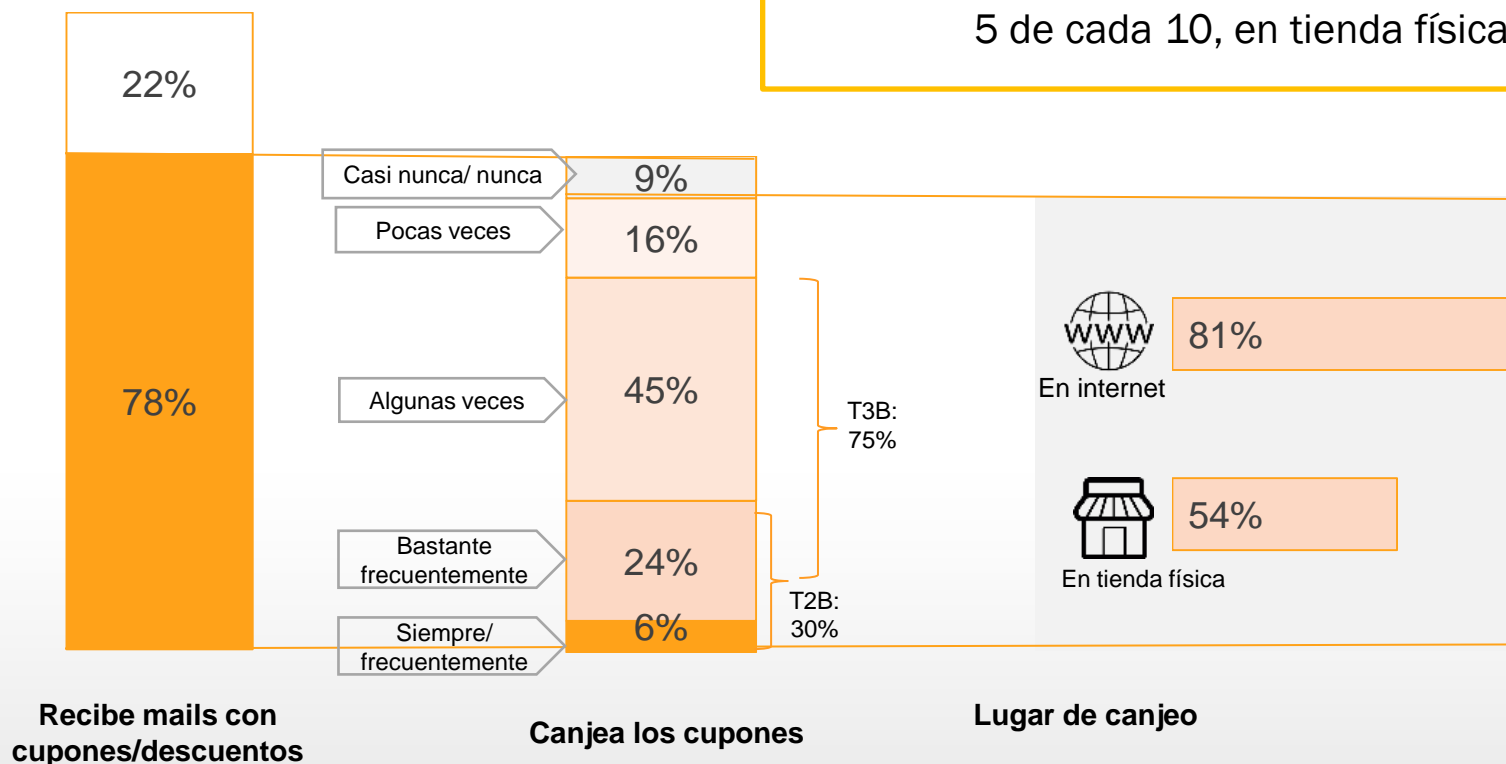 5 de cada 10, en tienda física
22%
78%
Recibe mails con
cupones/descuentos
Casi nunca/ nunca
9%
Pocas veces
16%
Algunas veces
45%
Bastante
frecuentemente
24%
Siempre/
frecuentemente
6%
T3B:
75%
T2B:
30%
Canjea los cupones
WWW
81%
En internet
54%
En tienda física
Lugar de canjeo